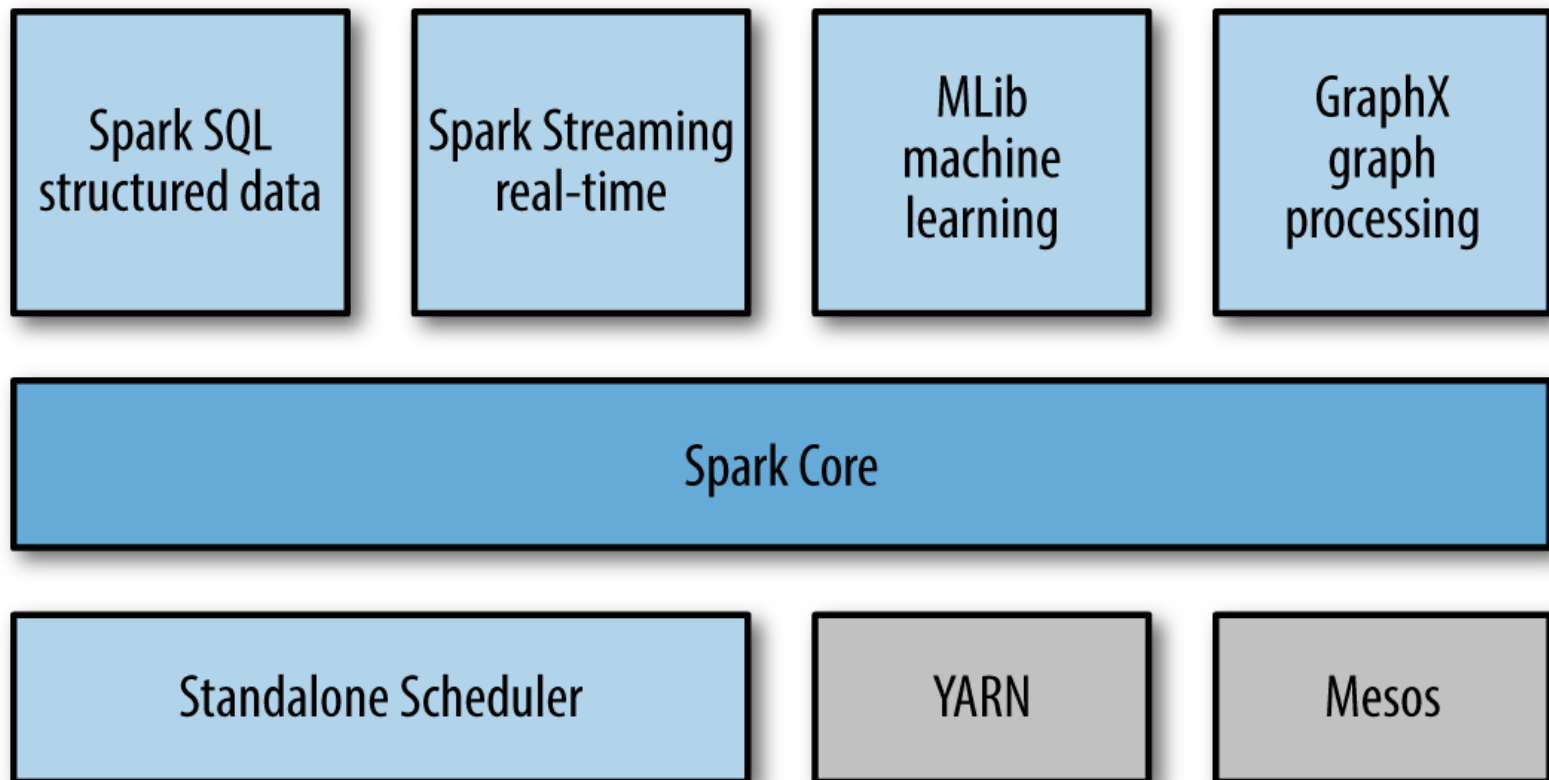 Spark SQL
structured data
Spark Streaming
real-time
MLib
machine
learning
GraphX
graph
processing
Spark Core
Standalone Scheduler
YARN
Mesos